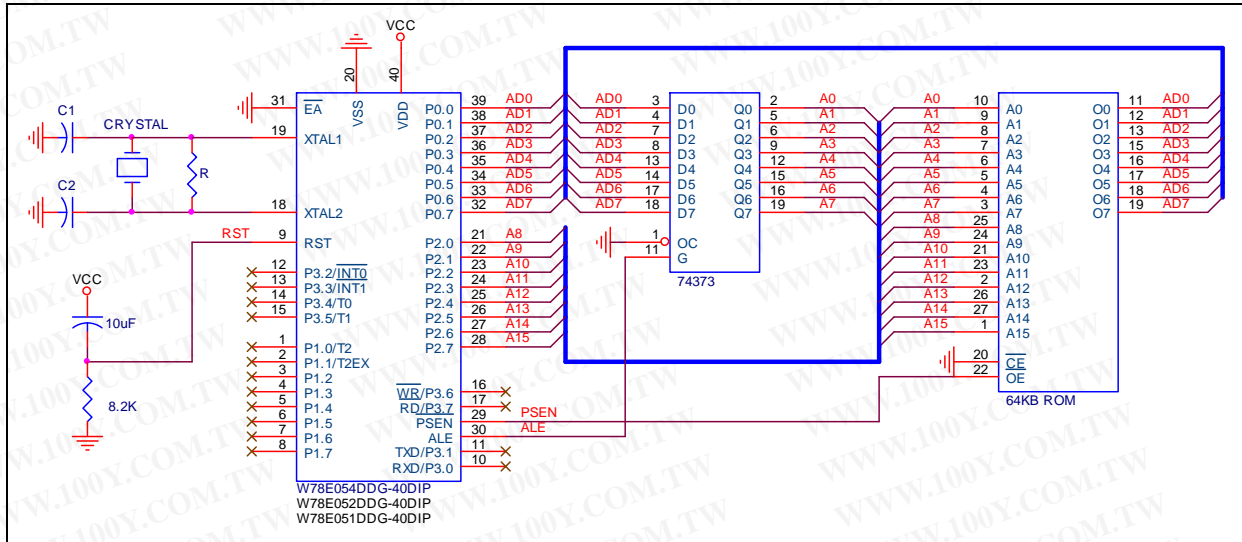 VCC
20
40
VSS
VDD
31 EA
C1
CRYSTAL
19 XTAL1
R
C2
18 XTAL2
RST 9 RST
12 P3.2/INT0
13 P3.3/INT1
14 P3.4/T0
15 P3.5/T1
VCC
10uF
8.2K
1 P1.0/T2
2 P1.1/T2EX
3 P1.2
4 P1.3
5 P1.4
6 P1.5
7 P1.6
8 P1.7
P0.0 39 AD0
P0.1 38 AD1
P0.2 37 AD2
P0.3 36 AD3
P0.4 35 AD4
P0.5 34 AD5
P0.6 33 AD6
P0.7 32 AD7
P2.0 21 A8
P2.1 22 A9
P2.2 23 A10
P2.3 24 A11
P2.4 25 A12
P2.5 26 A13
P2.6 27 A14
P2.7 28 A15
WR/P3.6 16
RD/P3.7 17
PSEN 29 PSEN
ALE 30 ALE
TXD/P3.1 11
RXD/P3.0 10
W78E054DDG-40DIP
W78E052DDG-40DIP
W78E051DDG-40DIP
AD0 3 D0 Q0 2 A0
AD1 4 D1 Q1 5 A1
AD2 7 D2 Q2 6 A2
AD3 8 D3 Q3 9 A3
AD4 13 D4 Q4 12 A4
AD5 14 D5 Q5 15 A5
AD6 17 D6 Q6 16 A6
AD7 18 D7 Q7 19 A7
1 OC
11 G
74373
A0 10 A0 O0 11 AD0
A1 9 A1 O1 12 AD1
A2 8 A2 O2 13 AD2
A3 7 A3 O3 15 AD3
A4 6 A4 O4 16 AD4
A5 5 A5 O5 17 AD5
A6 4 A6 O6 18 AD6
A7 3 A7 O7 19 AD7
A8 25 A8
A9 24 A9
A10 21 A10
A11 23 A11
A12 2 A12
A13 26 A13
A14 27 A14
A15 1 A15
20 CE
22 OE
64KB ROM
WWW.100Y.COM.TW